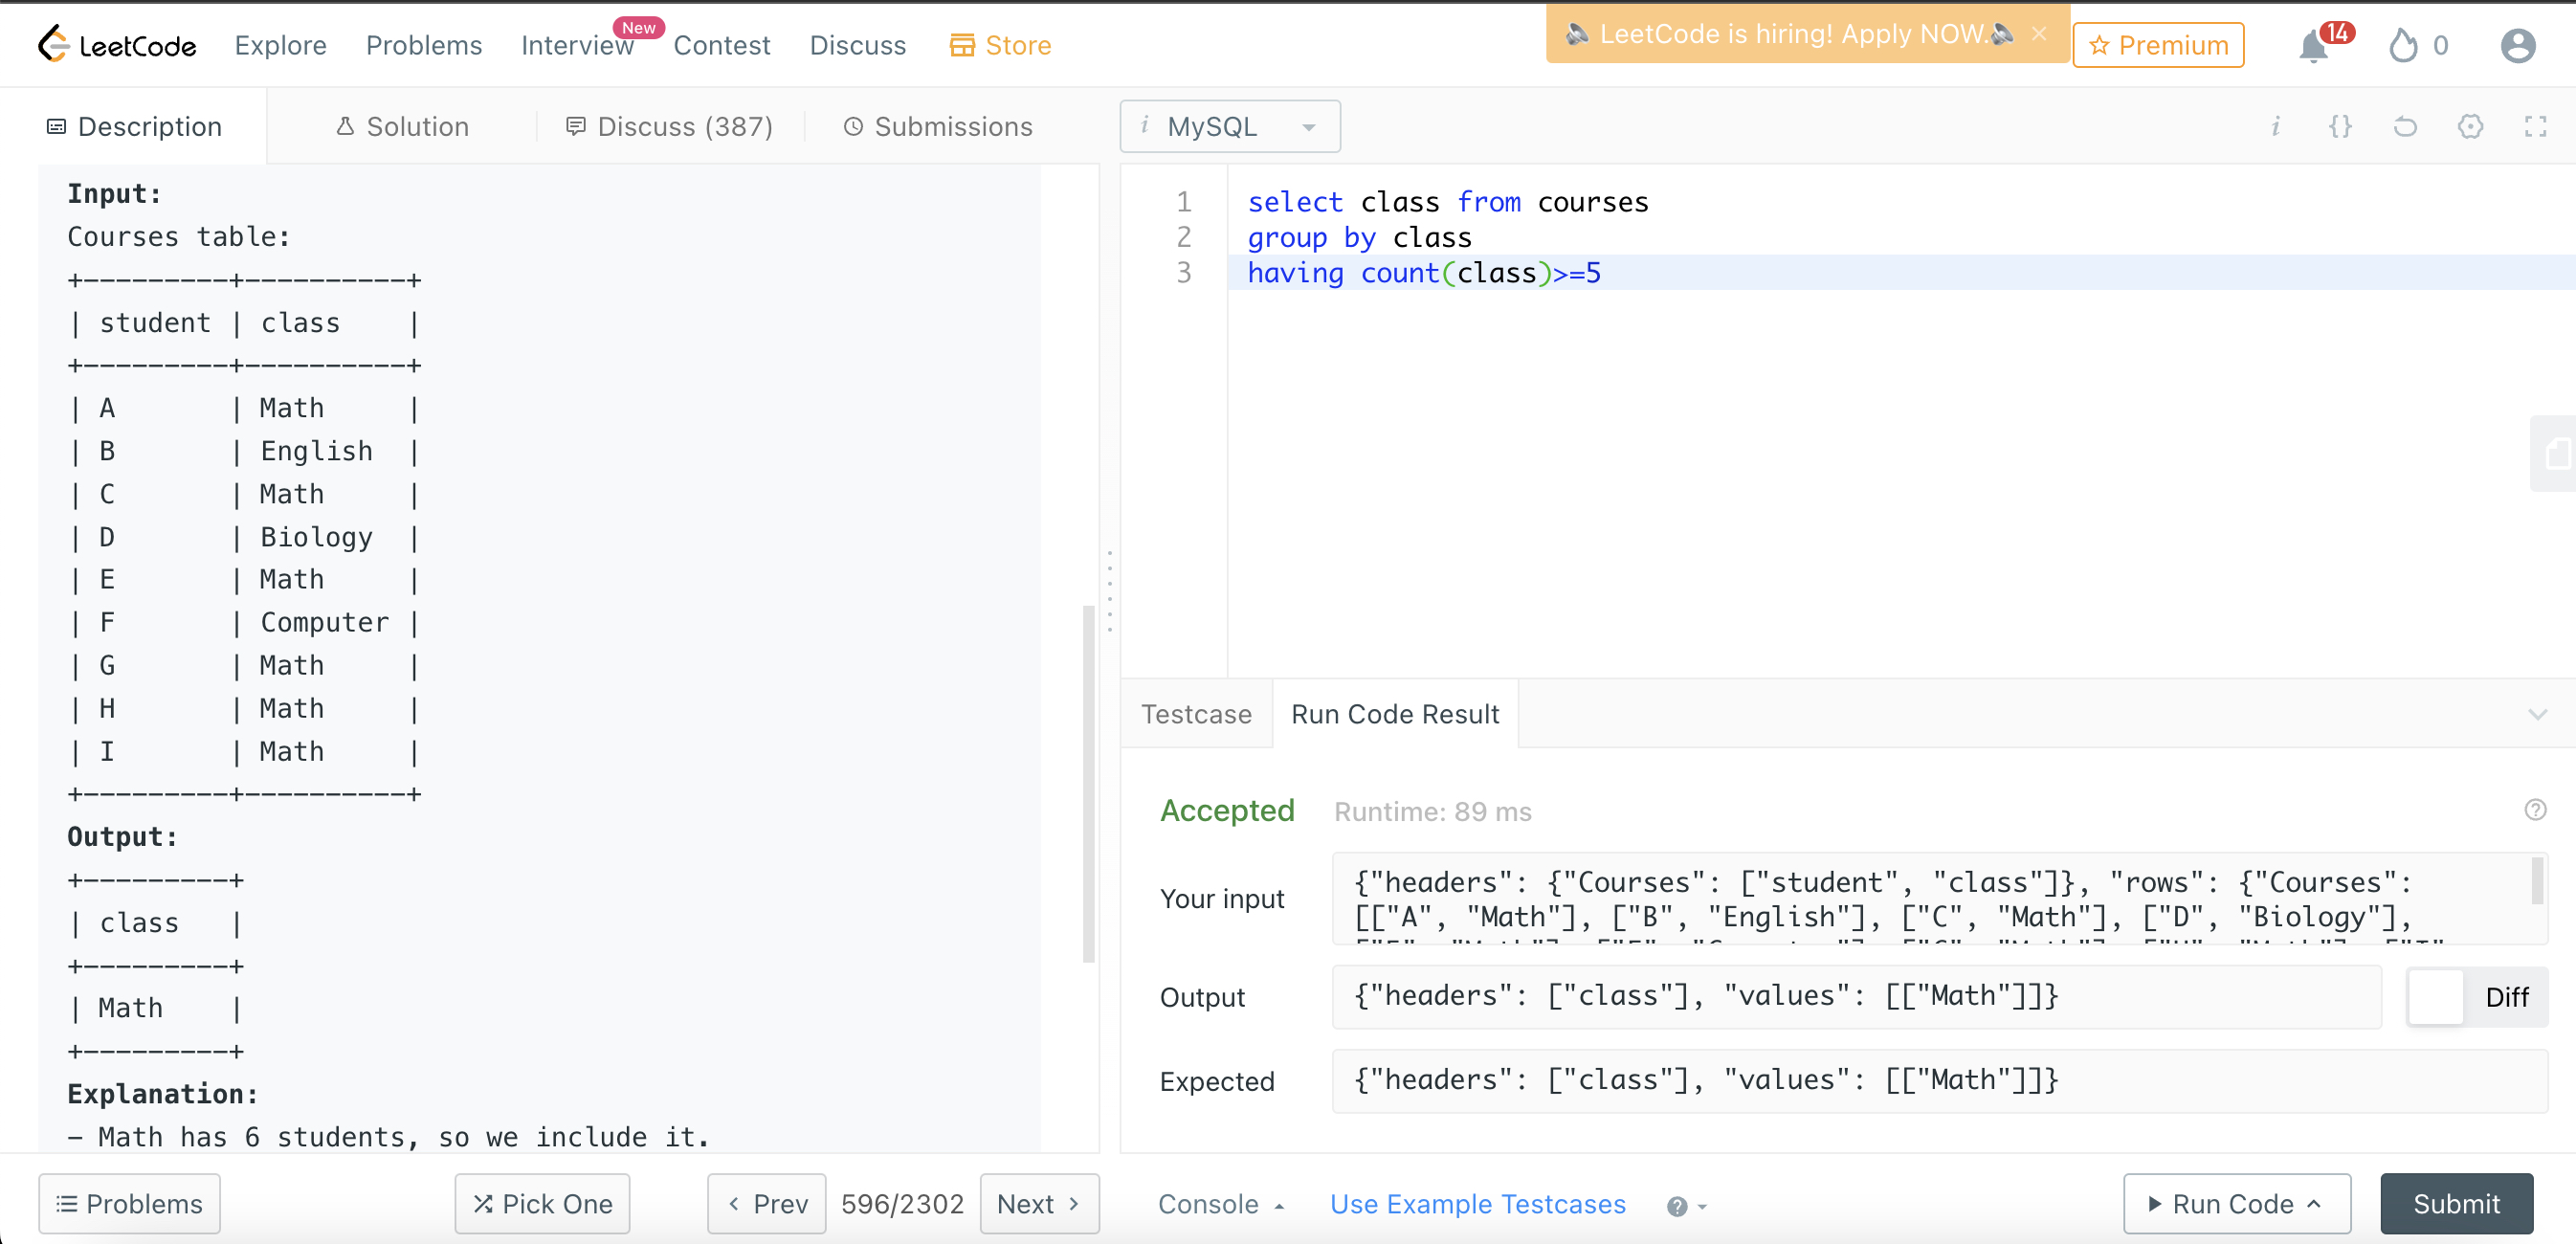 LeetCode Explore Problems Interview New Contest Discuss Store LeetCode is hiring! Apply NOW. × Premium 14 0
Description Solution Discuss (387) Submissions i MySQL i {}
Input:
Courses table:
+---------+----------+
| student | class    |
+---------+----------+
| A       | Math     |
| B       | English  |
| C       | Math     |
| D       | Biology  |
| E       | Math     |
| F       | Computer |
| G       | Math     |
| H       | Math     |
| I       | Math     |
+---------+----------+
Output:
+---------+
| class   |
+---------+
| Math    |
+---------+
Explanation:
- Math has 6 students, so we include it.
1 select class from courses
2 group by class
3 having count(class)>=5
Testcase Run Code Result
Accepted Runtime: 89 ms
Your input
{"headers": {"Courses": ["student", "class"]}, "rows": {"Courses":
[["A", "Math"], ["B", "English"], ["C", "Math"], ["D", "Biology"],
Output {"headers": ["class"], "values": [["Math"]]} Diff
Expected {"headers": ["class"], "values": [["Math"]]}
Problems Pick One Prev 596/2302 Next Console Use Example Testcases Run Code Submit